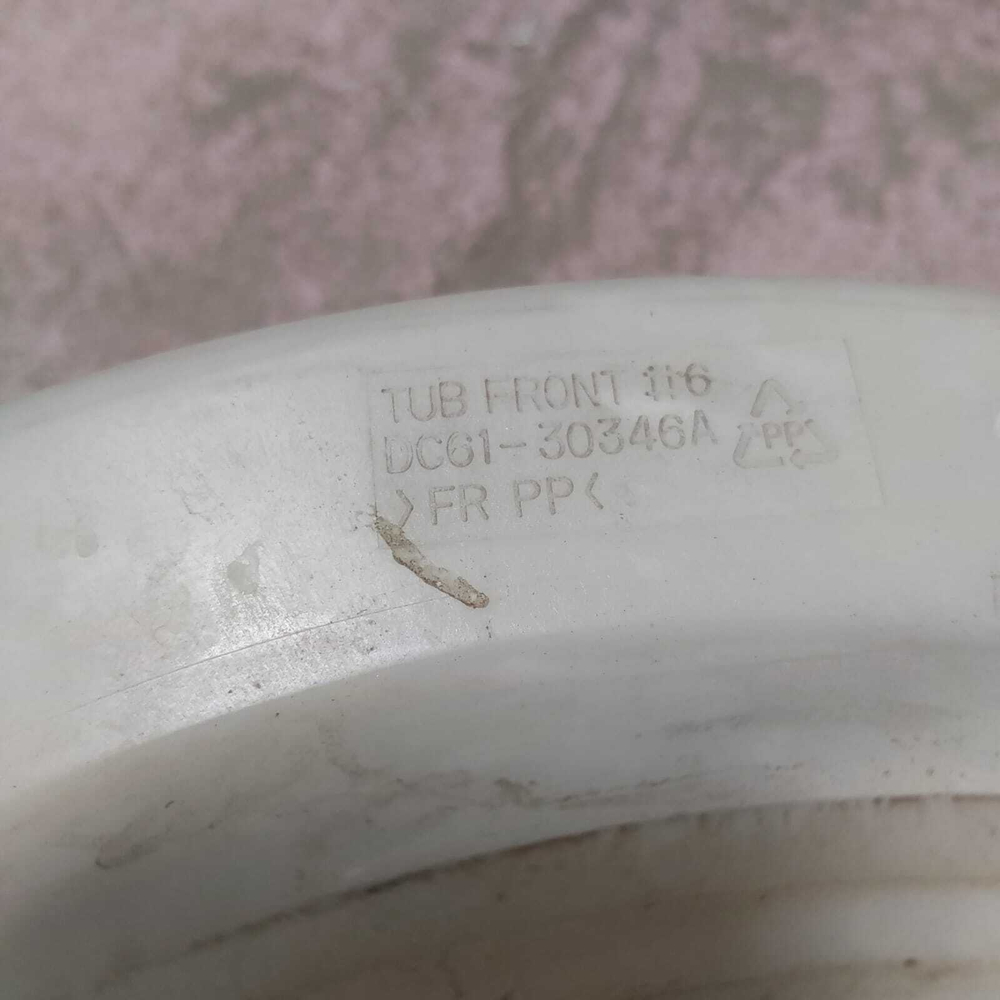 TUB FRONT 116
DC61-30346A
PP
>FR PP<